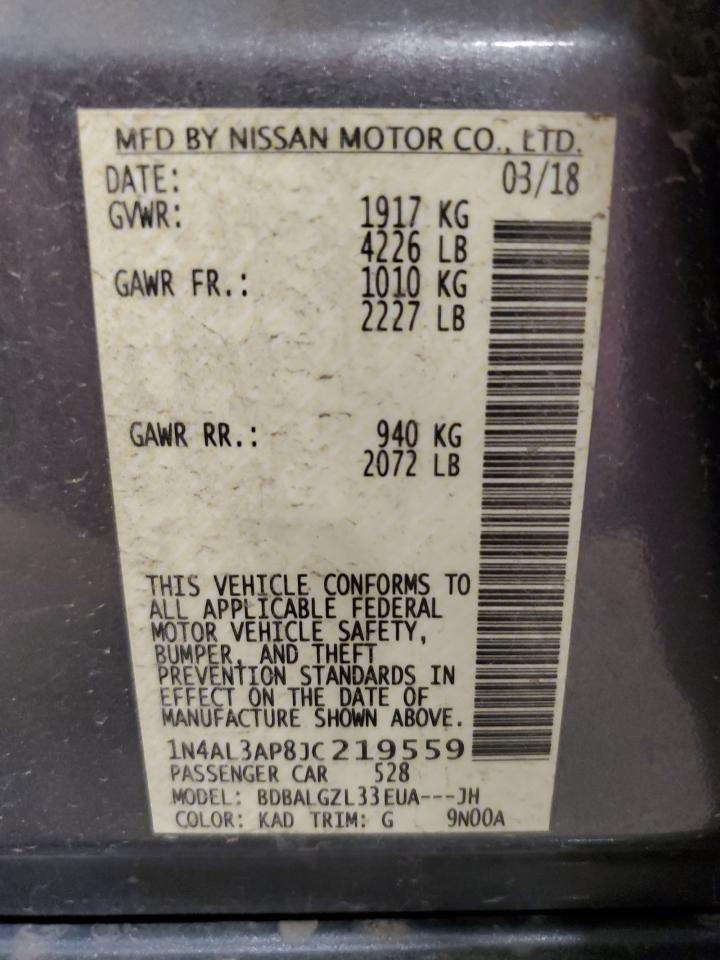 MFD BY NISSAN MOTOR CO., LTD.
DATE: 03/18
GVWR: 1917 KG
4226 LB
GAWR FR.: 1010 KG
2227 LB
GAWR RR.: 940 KG
2072 LB
THIS VEHICLE CONFORMS TO
ALL APPLICABLE FEDERAL
MOTOR VEHICLE SAFETY,
BUMPER, AND THEFT
PREVENTION STANDARDS IN
EFFECT ON THE DATE OF
MANUFACTURE SHOWN ABOVE.
1N4AL3AP8JC219559
PASSENGER CAR 528
MODEL: BDBALGZL33EUA---JH
COLOR: KAD TRIM: G 9N00A